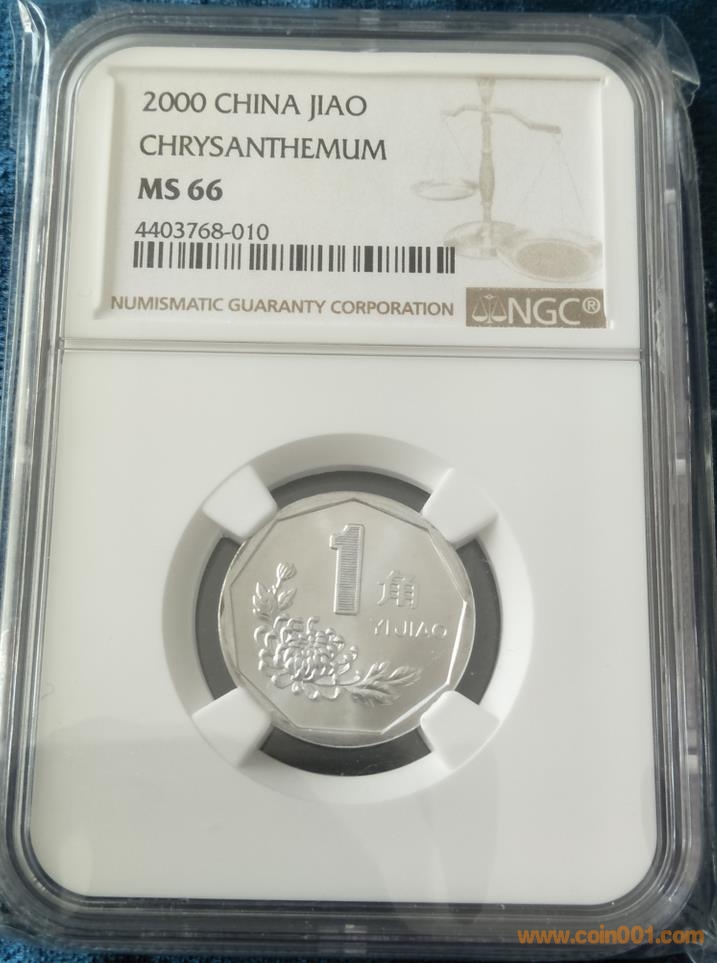 2000 CHINA JIAO
CHRYSANTHEMUM
MS 66
4403768-010
NUMISMATIC GUARANTY CORPORATION NGC®
1 角
YI JIAO
www.coin001.com